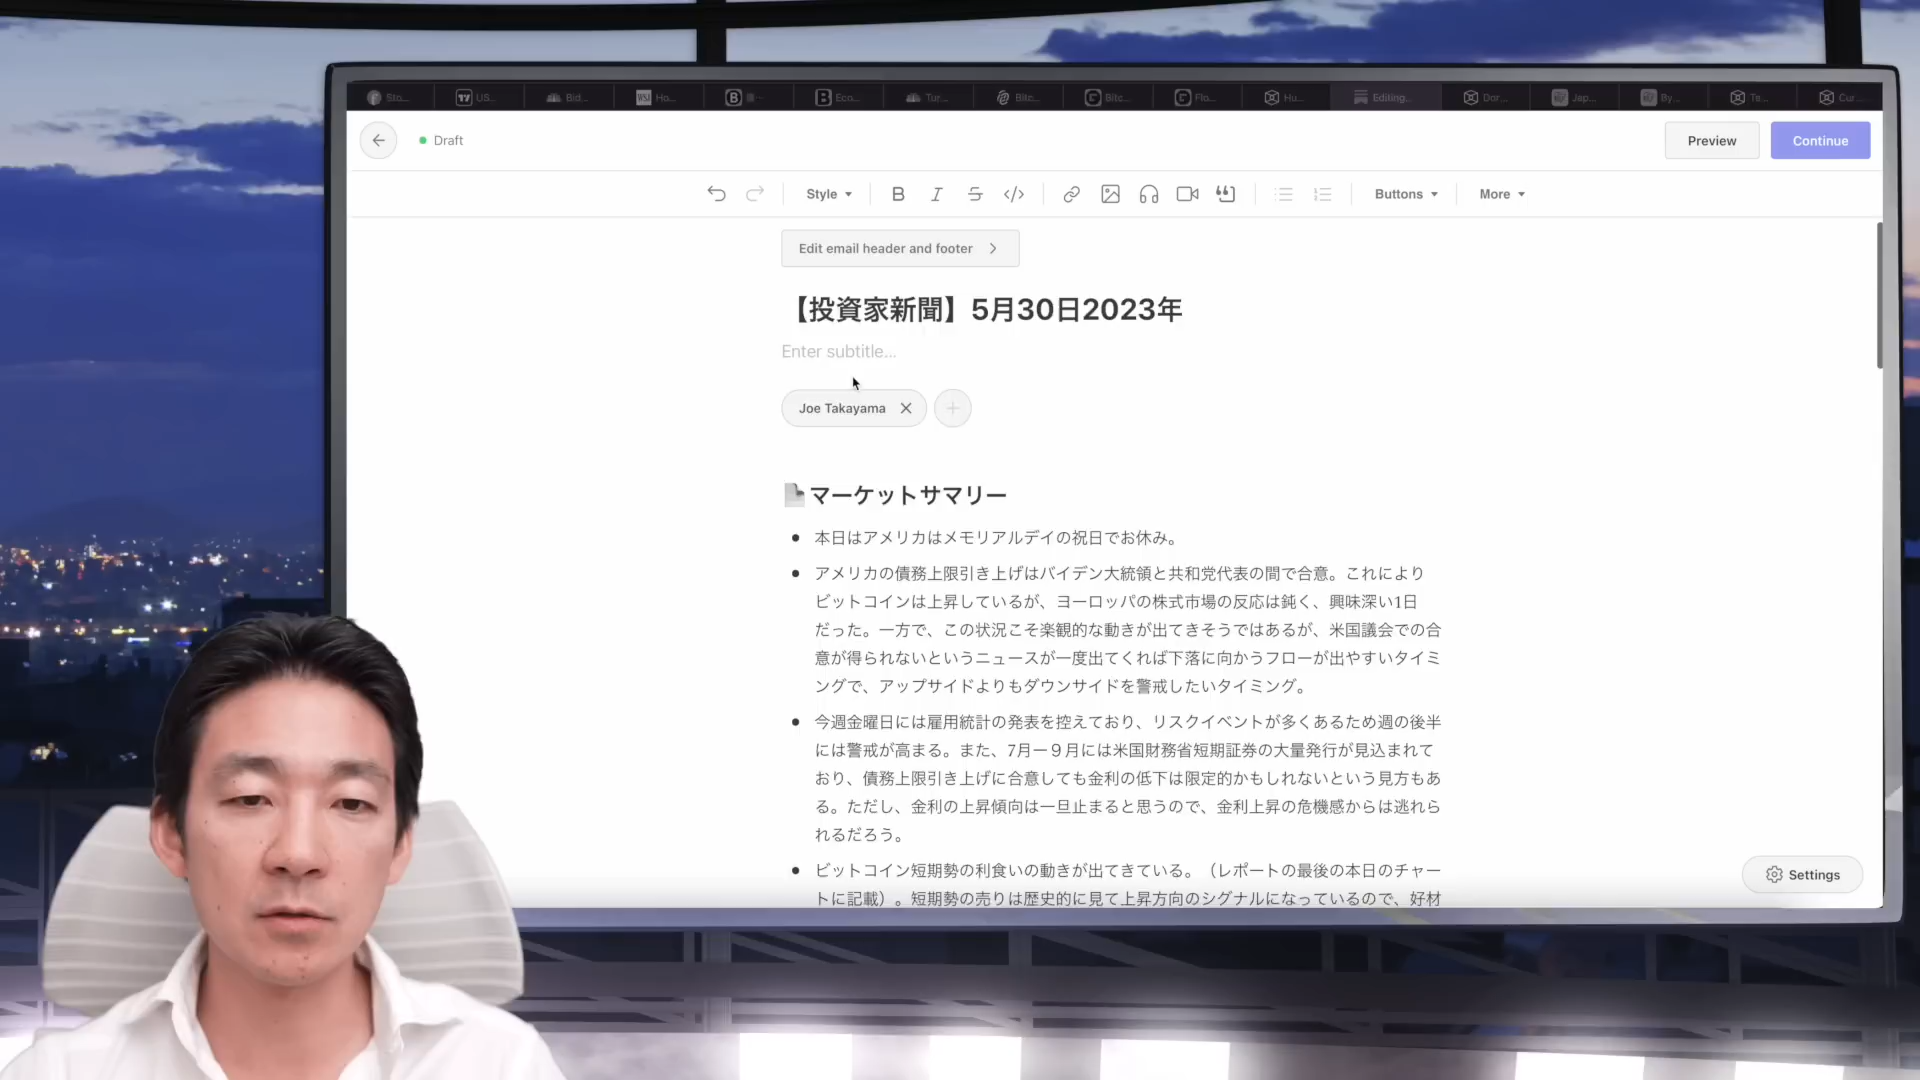 Sto...
US...
Bid...
WSJ
Ho...
Eco...
Tur...
Bitc...
Bitc...
Flo...
Hu...
Editing...
Dor...
Jap...
By...
Ta...
Cur...
Draft
Preview
Continue
Style
Buttons
More
Edit email header and footer
【投資家新聞】5月30日2023年
Enter subtitle...
Joe Takayama
マーケットサマリー
本日はアメリカはメモリアルデイの祝日でお休み。
アメリカの債務上限引き上げはバイデン大統領と共和党代表の間で合意。これにより
ビットコインは上昇しているが、ヨーロッパの株式市場の反応は鈍く、興味深い1日
だった。一方で、この状況こそ楽観的な動きが出てきそうではあるが、米国議会での合
意が得られないというニュースが一度出てくれば下落に向かうフローが出やすいタイミ
ングで、アップサイドよりもダウンサイドを警戒したいタイミング。
今週金曜日には雇用統計の発表を控えており、リスクイベントが多くあるため週の後半
には警戒が高まる。また、7月ー９月には米国財務省短期証券の大量発行が見込まれて
おり、債務上限引き上げに合意しても金利の低下は限定的かもしれないという見方もあ
る。ただし、金利の上昇傾向は一旦止まると思うので、金利上昇の危機感からは逃れら
れるだろう。
ビットコイン短期勢の利食いの動きが出てきている。（レポートの最後の本日のチャー
トに記載）。短期勢の売りは歴史的に見て上昇方向のシグナルになっているので、好材
Settings